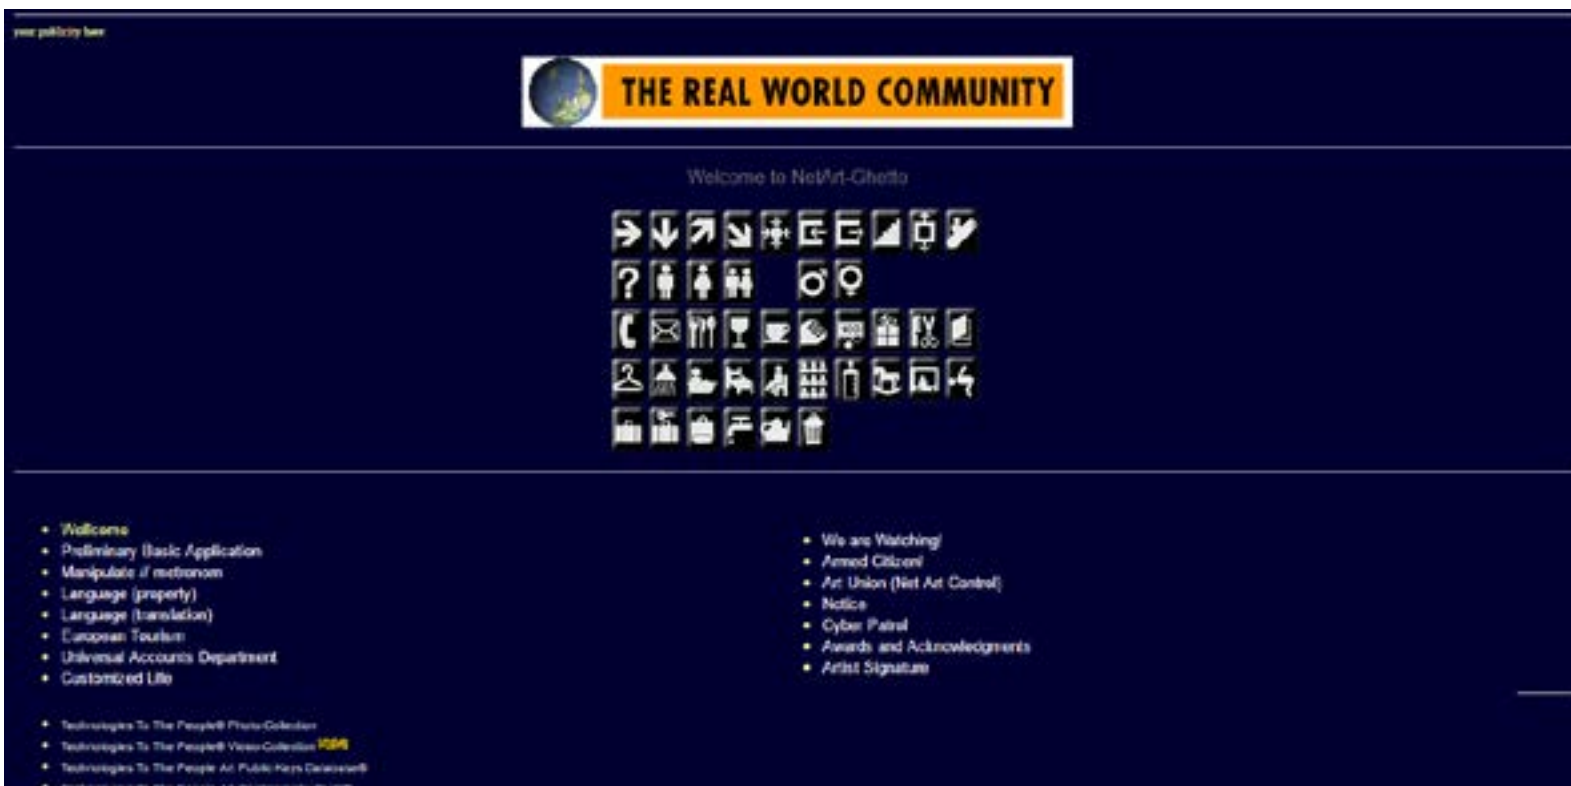 your publicity here
THE REAL WORLD COMMUNITY
Welcome to NetArt-Ghetto
Wellcome
Preliminary Basic Application
Manipulate // metronom
Language (property)
Language (translation)
European Tourism
Universal Accounts Department
Customized Life
We are Watching!
Armed Citizen!
Art Union (Net Art Control)
Notice
Cyber Patrol
Awards and Acknowledgments
Artist Signature
Technologies To The People® Photo Collection
Technologies To The People® Video Collection
Technologies To The People Art Public Keys Database®